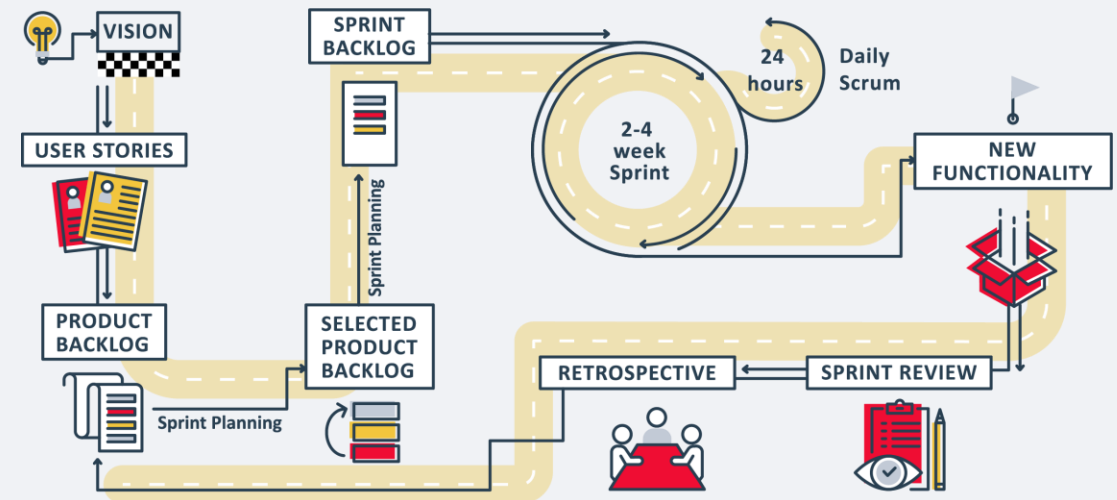 VISION
USER STORIES
PRODUCT
BACKLOG
Sprint Planning
SELECTED
PRODUCT
BACKLOG
Sprint Planning
SPRINT
BACKLOG
2-4
week
Sprint
24
hours
Daily
Scrum
NEW
FUNCTIONALITY
SPRINT REVIEW
RETROSPECTIVE